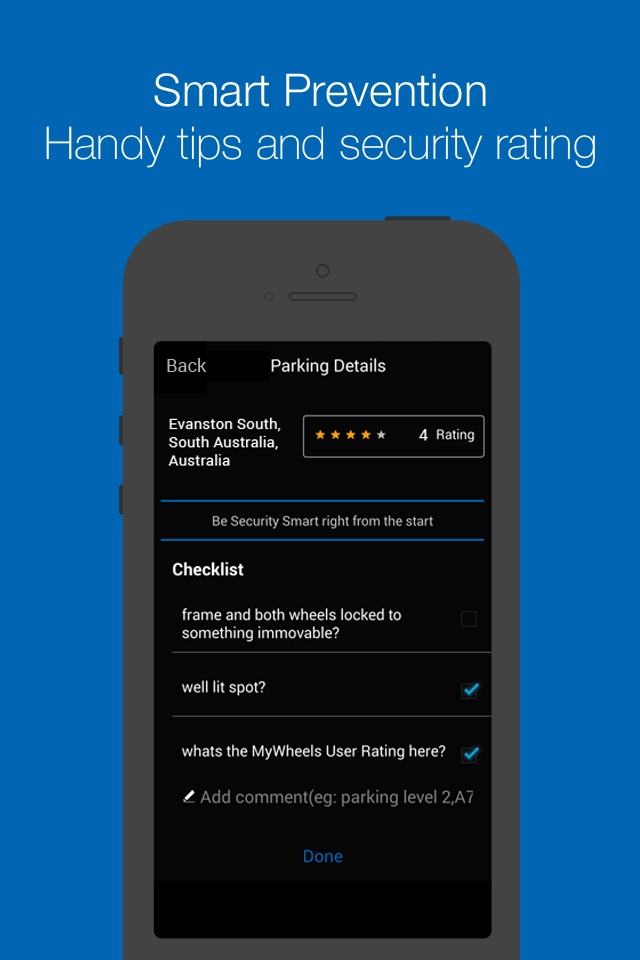 Smart Prevention
Handy tips and security rating
Back
Parking Details
Evanston South,
South Australia,
Australia
4 Rating
Be Security Smart right from the start
Checklist
frame and both wheels locked to
something immovable?
well lit spot?
whats the MyWheels User Rating here?
Add comment(eg: parking level 2,A7
Done